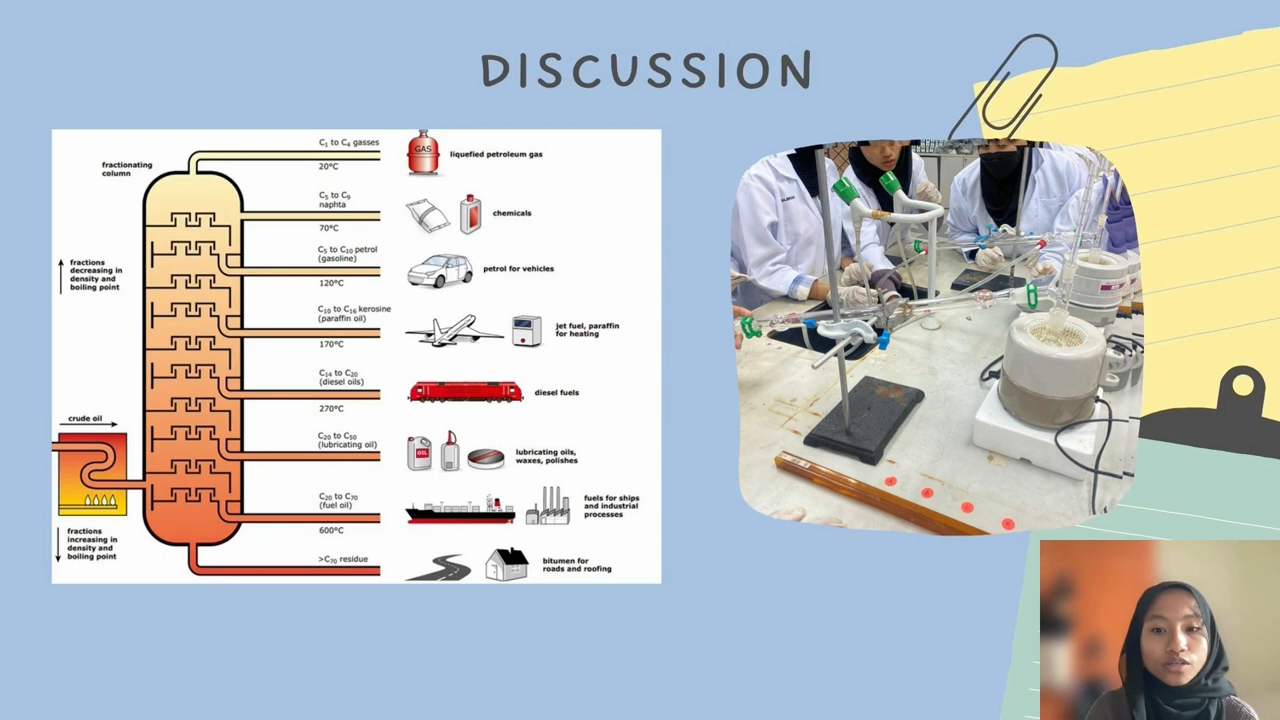 DISCUSSION
fractionating
column
C₁ to C₄ gasses
20°C
GAS
liquefied petroleum gas
C₅ to C₉
naphta
70°C
chemicals
C₅ to C₁₀ petrol
(gasoline)
120°C
petrol for vehicles
fractions
decreasing in
density and
boiling point
C₁₀ to C₁₆ kerosine
(paraffin oil)
170°C
jet fuel, paraffin
for heating
C₁₄ to C₂₀
(diesel oils)
270°C
diesel fuels
crude oil
C₂₀ to C₅₀
(lubricating oil)
OIL
lubricating oils,
waxes, polishes
C₂₀ to C₇₀
(fuel oil)
600°C
fuels for ships
and industrial
processes
fractions
increasing in
density and
boiling point
>C₇₀ residue
bitumen for
roads and roofing